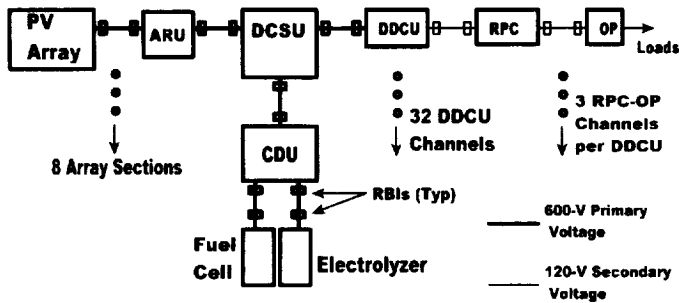 PV
Array
ARU
DCSU
DDCU
RPC
OP
Loads
8 Array Sections
32 DDCU
Channels
3 RPC-OP
Channels
per DDCU
CDU
RBIs (Typ)
Fuel
Cell
Electrolyzer
600-V Primary
Voltage
120-V Secondary
Voltage